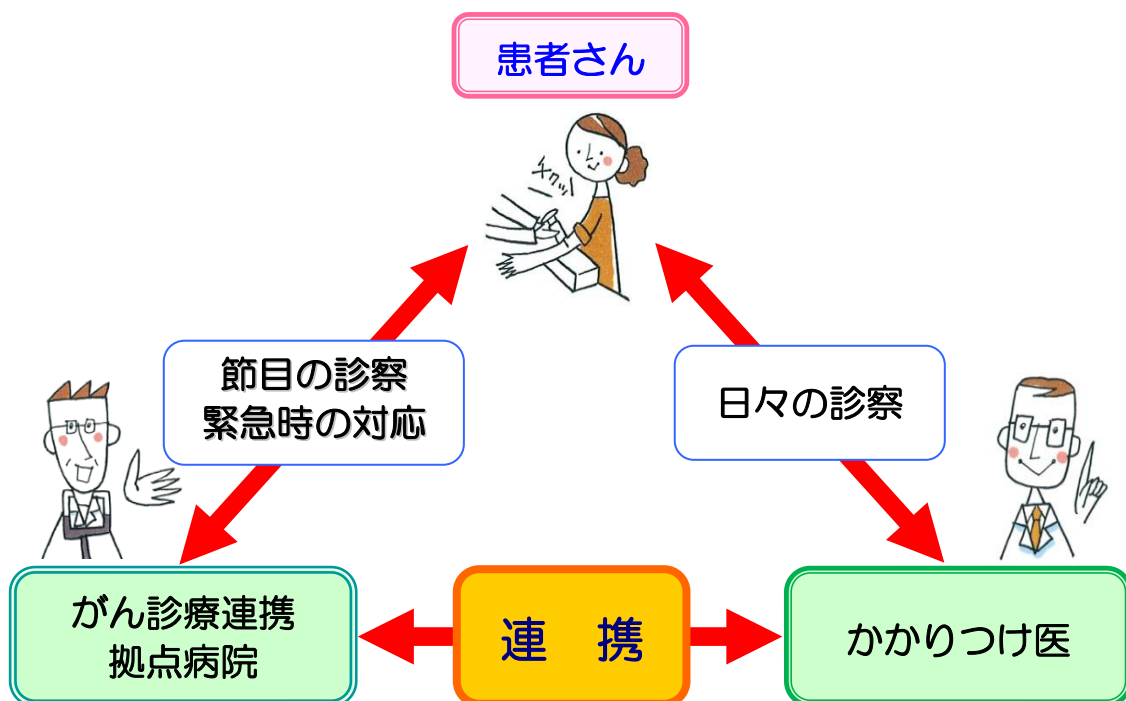 患者さん
チクッ
節目の診察
緊急時の対応
日々の診察
がん診療連携
拠点病院
連　携
かかりつけ医